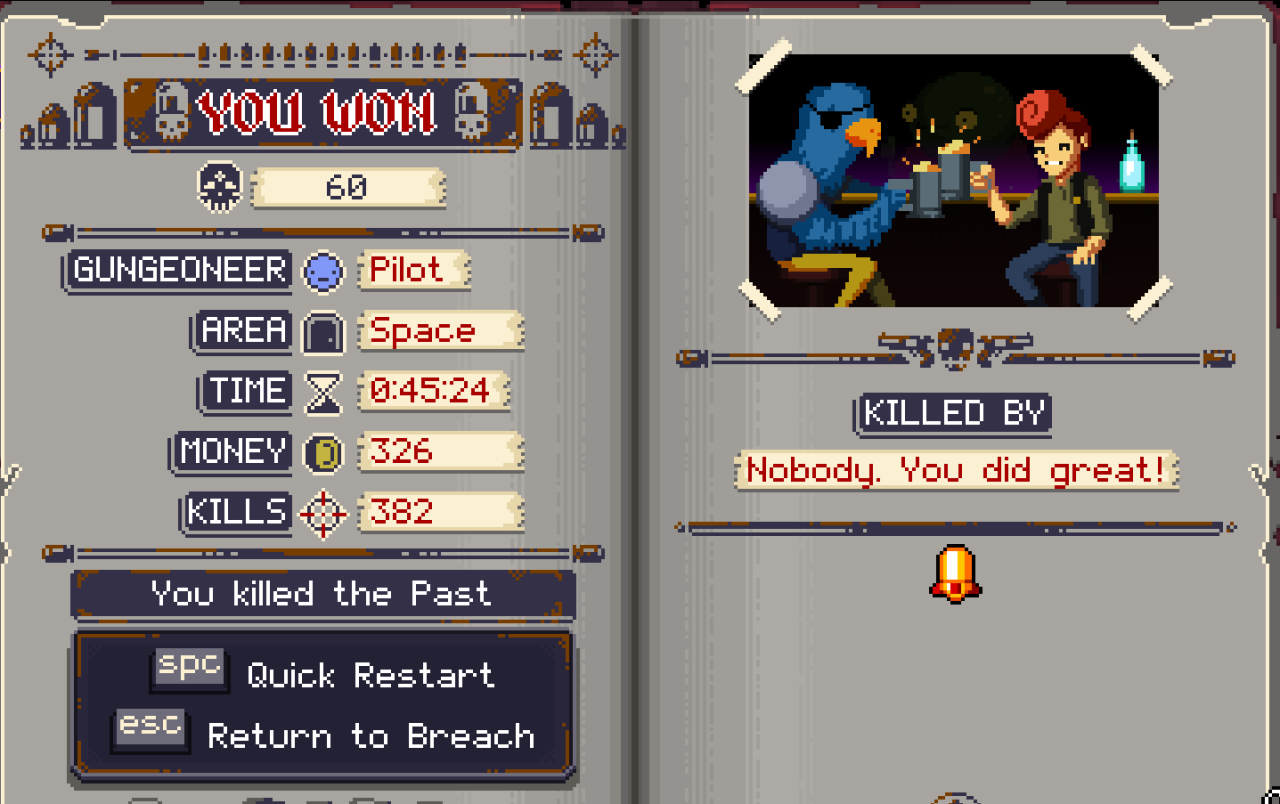 YOU WON
60
GUNGEONEER Pilot
AREA Space
TIME 0:45:24
MONEY 326
KILLS 382
You killed the Past
spc Quick Restart
esc Return to Breach
KILLED BY
Nobody. You did great!